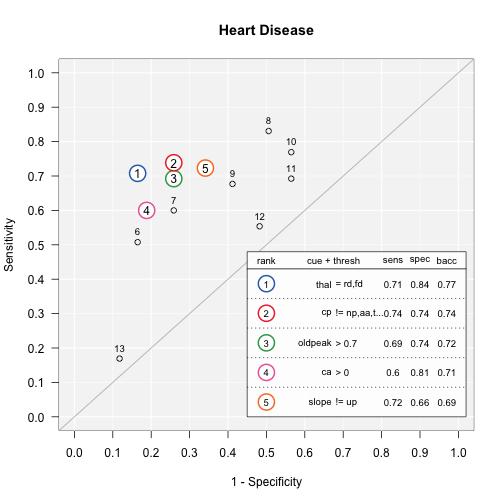 Heart Disease
Sensitivity
1.0
0.9
0.8
0.7
0.6
0.5
0.4
0.3
0.2
0.1
0.0
8
10
2
1
3
5
9
11
4
7
6
12
13
rank cue + thresh sens spec bacc
1 thal = rd,fd 0.71 0.84 0.77
2 cp != np,aa,t... 0.74 0.74 0.74
3 oldpeak > 0.7 0.69 0.74 0.72
4 ca > 0 0.6 0.81 0.71
5 slope != up 0.72 0.66 0.69
0.0 0.1 0.2 0.3 0.4 0.5 0.6 0.7 0.8 0.9 1.0
1 - Specificity